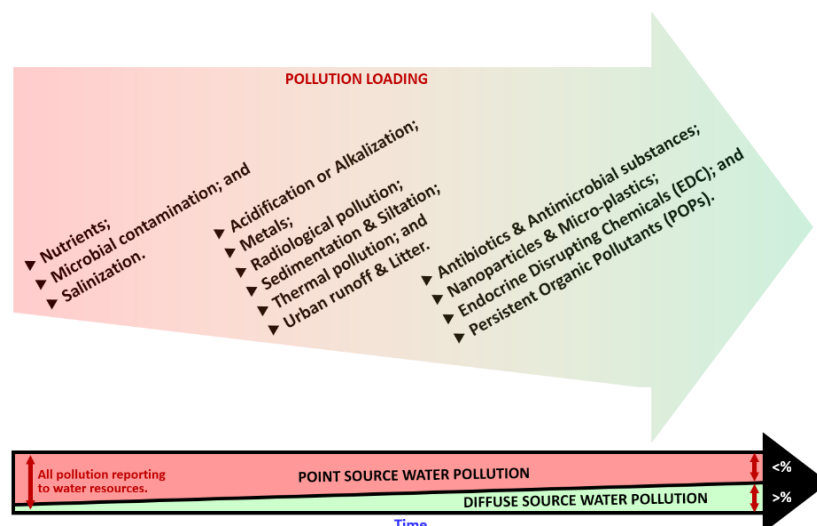 POLLUTION LOADING
▼ Nutrients;
▼ Microbial contamination; and
▼ Salinization.
▼ Acidification or Alkalization;
▼ Metals;
▼ Radiological pollution;
▼ Sedimentation & Siltation;
▼ Thermal pollution; and
▼ Urban runoff & Litter.
▼ Antibiotics & Antimicrobial substances;
▼ Nanoparticles & Micro-plastics;
▼ Endocrine Disrupting Chemicals (EDC); and
▼ Persistent Organic Pollutants (POPs).
All pollution reporting
to water resources.
POINT SOURCE WATER POLLUTION
<%
DIFFUSE SOURCE WATER POLLUTION
>%
Time